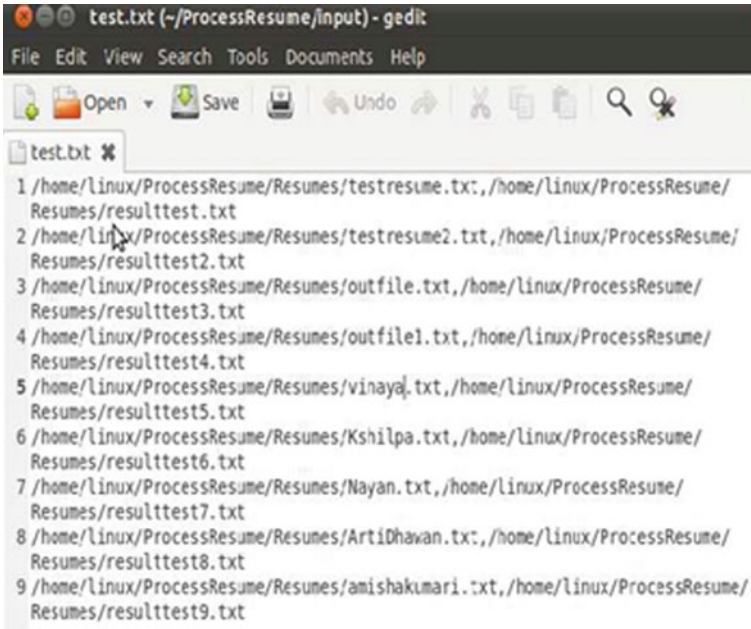 test.txt (~/ProcessResume/input) - gedit
File Edit View Search Tools Documents Help
Open Save Undo
test.txt
1 /home/linux/ProcessResume/Resumes/testresume.txt,/home/linux/ProcessResume/
Resumes/resulttest.txt
2 /home/linux/ProcessResume/Resumes/testresume2.txt,/home/linux/ProcessResume/
Resumes/resulttest2.txt
3 /home/linux/ProcessResume/Resumes/outfile.txt,/home/linux/ProcessResume/
Resumes/resulttest3.txt
4 /home/linux/ProcessResume/Resumes/outfile1.txt,/home/linux/ProcessResume/
Resumes/resulttest4.txt
5 /home/linux/ProcessResume/Resumes/vinaya.txt,/home/linux/ProcessResume/
Resumes/resulttest5.txt
6 /home/linux/ProcessResume/Resumes/Kshilpa.txt,/home/linux/ProcessResume/
Resumes/resulttest6.txt
7 /home/linux/ProcessResume/Resumes/Nayan.txt,/home/linux/ProcessResume/
Resumes/resulttest7.txt
8 /home/linux/ProcessResume/Resumes/ArtiDhawan.txt,/home/linux/ProcessResume/
Resumes/resulttest8.txt
9 /home/linux/ProcessResume/Resumes/amishakumari.txt,/home/linux/ProcessResume/
Resumes/resulttest9.txt